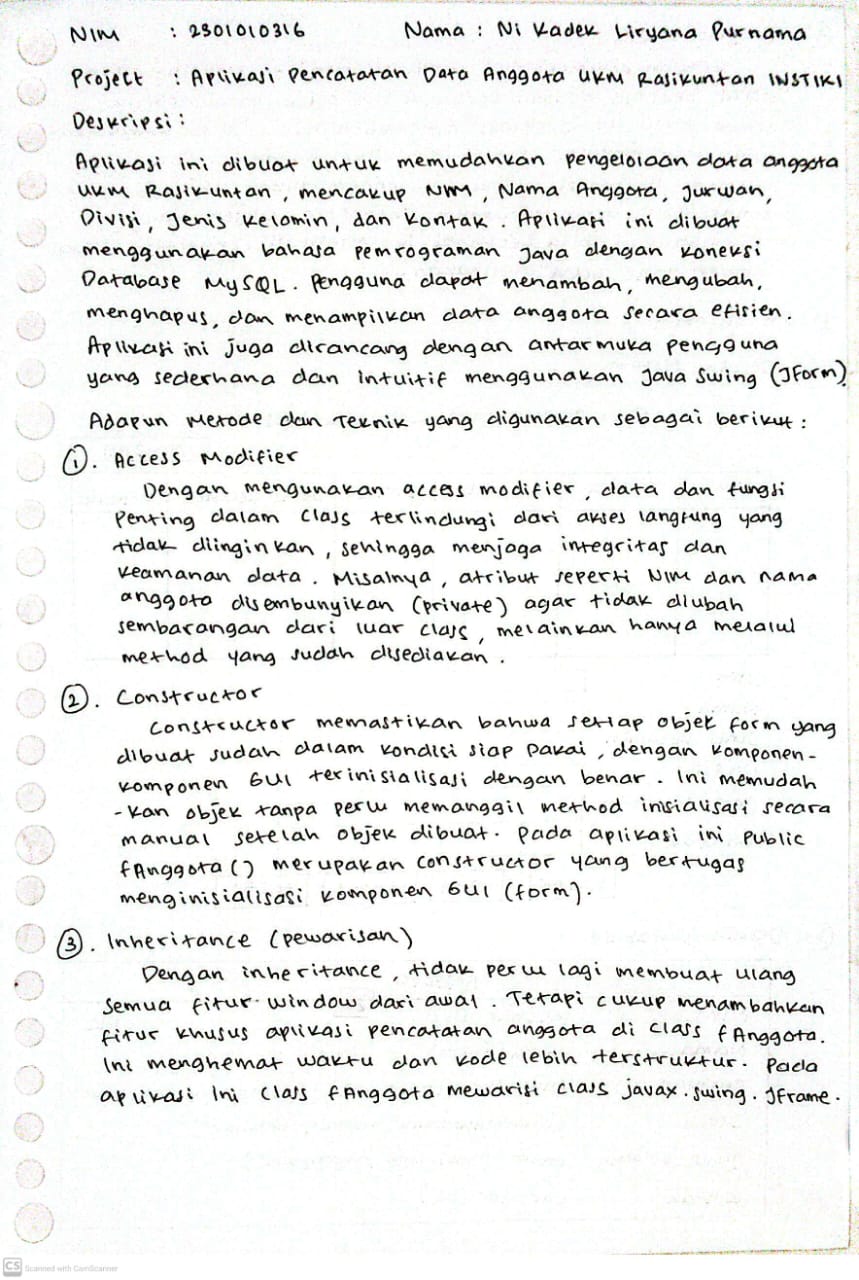 NIM : 2301010316 Nama : Ni Kadek Liryana Purnama
Project : Aplikasi Pencatatan Data Anggota UKM Rasikuntan INSTIKI
Deskripsi :
Aplikasi ini dibuat untuk memudahkan pengelolaan data anggota
UKM Rasikuntan, mencakup NIM, Nama Anggota, Jurusan,
Divisi, Jenis Kelamin, dan Kontak. Aplikasi ini dibuat
menggunakan bahasa pemrograman Java dengan koneksi
Database MySQL. Pengguna dapat menambah, mengubah,
menghapus, dan menampilkan data anggota secara efisien.
Aplikasi ini juga dirancang dengan antarmuka pengguna
yang sederhana dan intuitif menggunakan Java Swing (JForm).
Adapun Metode dan Teknik yang digunakan sebagai berikut :
1. Access Modifier
Dengan mengunakan access modifier, data dan fungsi
penting dalam class terlindungi dari akses langsung yang
tidak diinginkan, sehingga menjaga integritas dan
keamanan data. Misalnya, atribut seperti NIM dan nama
anggota disembunyikan (private) agar tidak diubah
sembarangan dari luar class, melainkan hanya melalui
method yang sudah disediakan.
2. Constructor
Constructor memastikan bahwa setiap objek form yang
dibuat sudah dalam kondisi siap pakai, dengan komponen-
komponen GUI terinisialisasi dengan benar. Ini memudah
-kan objek tanpa perlu memanggil method inisialisasi secara
manual setelah objek dibuat. Pada aplikasi ini Public
fAnggota() merupakan constructor yang bertugas
menginisialisasi komponen GUI (form).
3. Inheritance (pewarisan)
Dengan inheritance, tidak perlu lagi membuat ulang
semua fitur window dari awal. Tetapi cukup menambahkan
fitur khusus aplikasi pencatatan anggota di class fAnggota.
Ini menghemat waktu dan kode lebih terstruktur. Pada
aplikasi ini class fAnggota mewarisi class javax.swing.JFrame.
CS Scanned with CamScanner